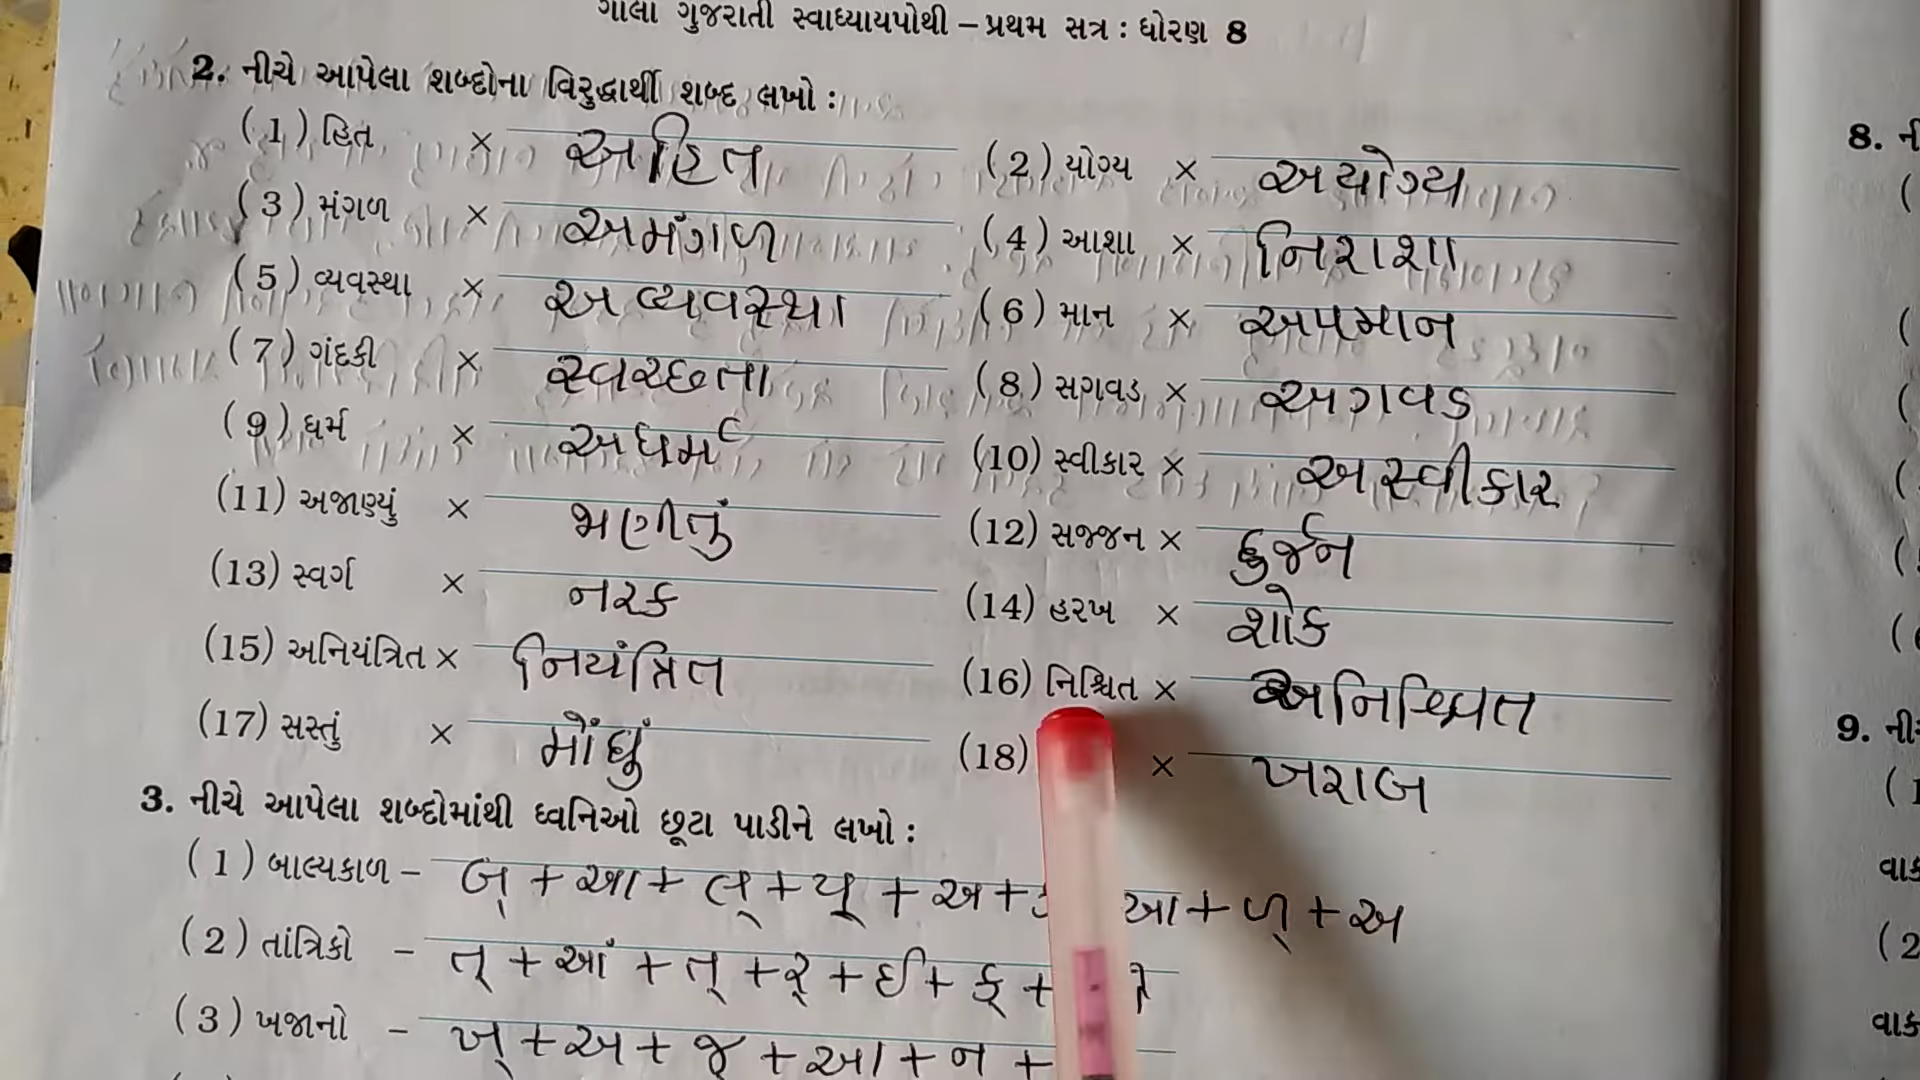 ગાલા ગુજરાતી સ્વાધ્યાયપોથી – પ્રથમ સત્ર : ધોરણ 8
2. નીચે આપેલા શબ્દોના વિરુદ્ધાર્થી શબ્દ લખો :
(1) હિત × અહિત (2) યોગ્ય × અયોગ્ય
(3) મંગળ × અમંગળ (4) આશા × નિરાશા
(5) વ્યવસ્થા × અવ્યવસ્થા (6) માન × અપમાન
(7) ગંદકી × સ્વચ્છતા (8) સગવડ × અગવડ
(9) ધર્મ × અધર્મ (10) સ્વીકાર × અસ્વીકાર
(11) અજાણ્યું × જાણીતું (12) સજ્જન × દુર્જન
(13) સ્વર્ગ × નરક (14) હરખ × શોક
(15) અનિયંત્રિત × નિયંત્રિત (16) નિશ્ચિત × અનિશ્ચિત
(17) સસ્તું × મોંઘું (18) × ખરાબ
3. નીચે આપેલા શબ્દોમાંથી ધ્વનિઓ છૂટા પાડીને લખો :
(1) બાલ્યકાળ – બ્ + આ + લ્ + ય્ + અ + આ + ળ્ + અ
(2) તાંત્રિકો – ત્ + આં + ત્ + ર્ + ઈ + ક્ +
(3) ખજાનો – ખ્ + અ + જ્ + આ + ન +
8.
9.